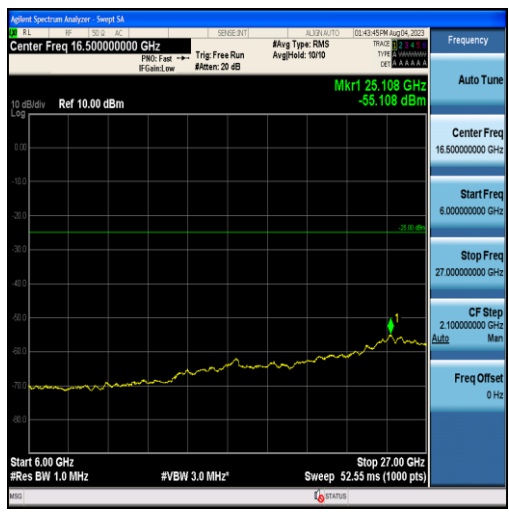 Agilent Spectrum Analyzer - Swept SA
RL RF 50 Ω AC SENSE:INT ALIGN AUTO 01:43:45 PM Aug 04, 2023
Center Freq 16.500000000 GHz
PNO: Fast
IFGain:Low
Trig: Free Run
#Atten: 20 dB
#Avg Type: RMS
Avg|Hold: 10/10
TRACE 1 2 3 4 5 6
TYPE
DET A A A A A A
Mkr1 25.108 GHz
-55.108 dBm
10 dB/div Ref 10.00 dBm
Log
0.00
-10.0
-20.0
-25.00 dBm
-30.0
-40.0
-50.0
-60.0
-70.0
-80.0
1
Start 6.00 GHz Stop 27.00 GHz
#Res BW 1.0 MHz #VBW 3.0 MHz* Sweep 52.55 ms (1000 pts)
MSG STATUS
Frequency
Auto Tune
Center Freq
16.500000000 GHz
Start Freq
6.000000000 GHz
Stop Freq
27.000000000 GHz
CF Step
2.100000000 GHz
Auto Man
Freq Offset
0 Hz